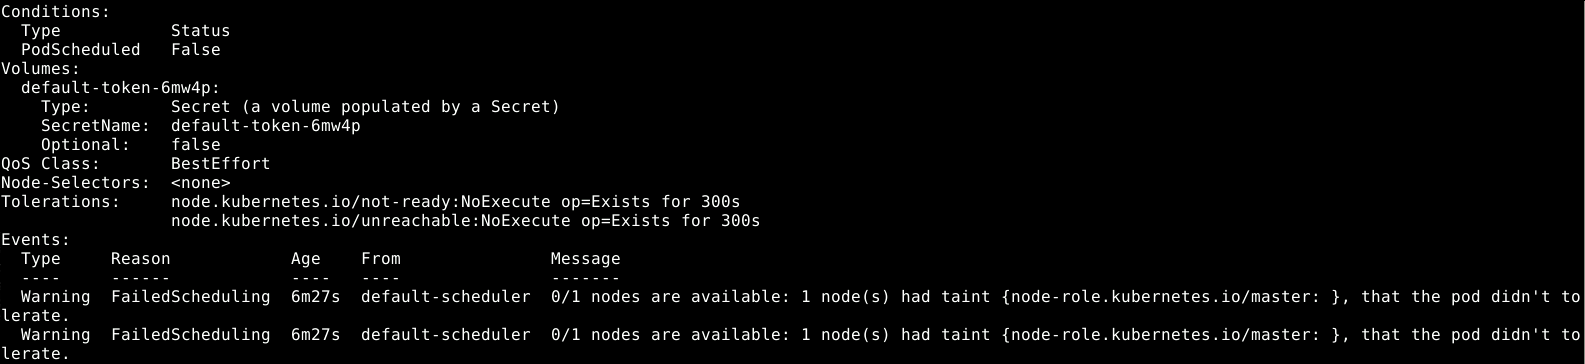 Conditions:
  Type           Status
  PodScheduled   False
Volumes:
  default-token-6mw4p:
    Type:        Secret (a volume populated by a Secret)
    SecretName:  default-token-6mw4p
    Optional:    false
QoS Class:       BestEffort
Node-Selectors:  <none>
Tolerations:     node.kubernetes.io/not-ready:NoExecute op=Exists for 300s
                 node.kubernetes.io/unreachable:NoExecute op=Exists for 300s
Events:
  Type     Reason            Age    From               Message
  ----     ------            ----   ----               -------
  Warning  FailedScheduling  6m27s  default-scheduler  0/1 nodes are available: 1 node(s) had taint {node-role.kubernetes.io/master: }, that the pod didn't to
lerate.
  Warning  FailedScheduling  6m27s  default-scheduler  0/1 nodes are available: 1 node(s) had taint {node-role.kubernetes.io/master: }, that the pod didn't to
lerate.